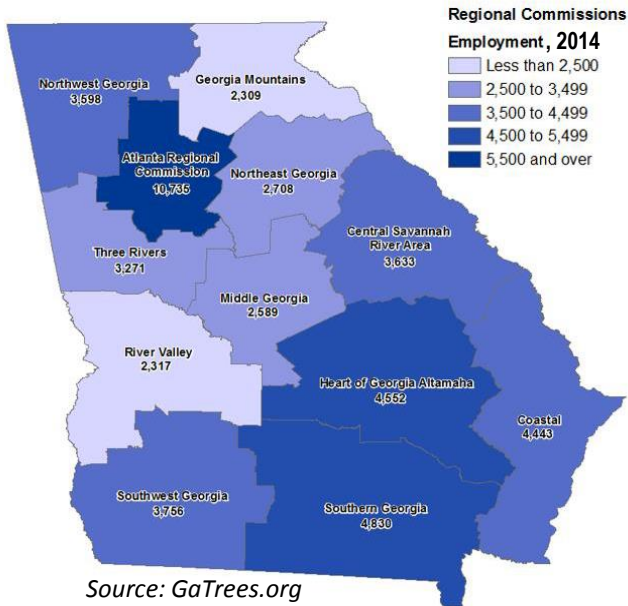 Regional Commissions
Employment, 2014
Less than 2,500
2,500 to 3,499
3,500 to 4,499
4,500 to 5,499
5,500 and over
Northwest Georgia
3,598
Georgia Mountains
2,309
Atlanta Regional
Commission
10,735
Northeast Georgia
2,708
Three Rivers
3,271
Central Savannah
River Area
3,633
Middle Georgia
2,589
River Valley
2,317
Heart of Georgia Altamaha
4,552
Coastal
4,443
Southwest Georgia
3,756
Southern Georgia
4,830
Source: GaTrees.org